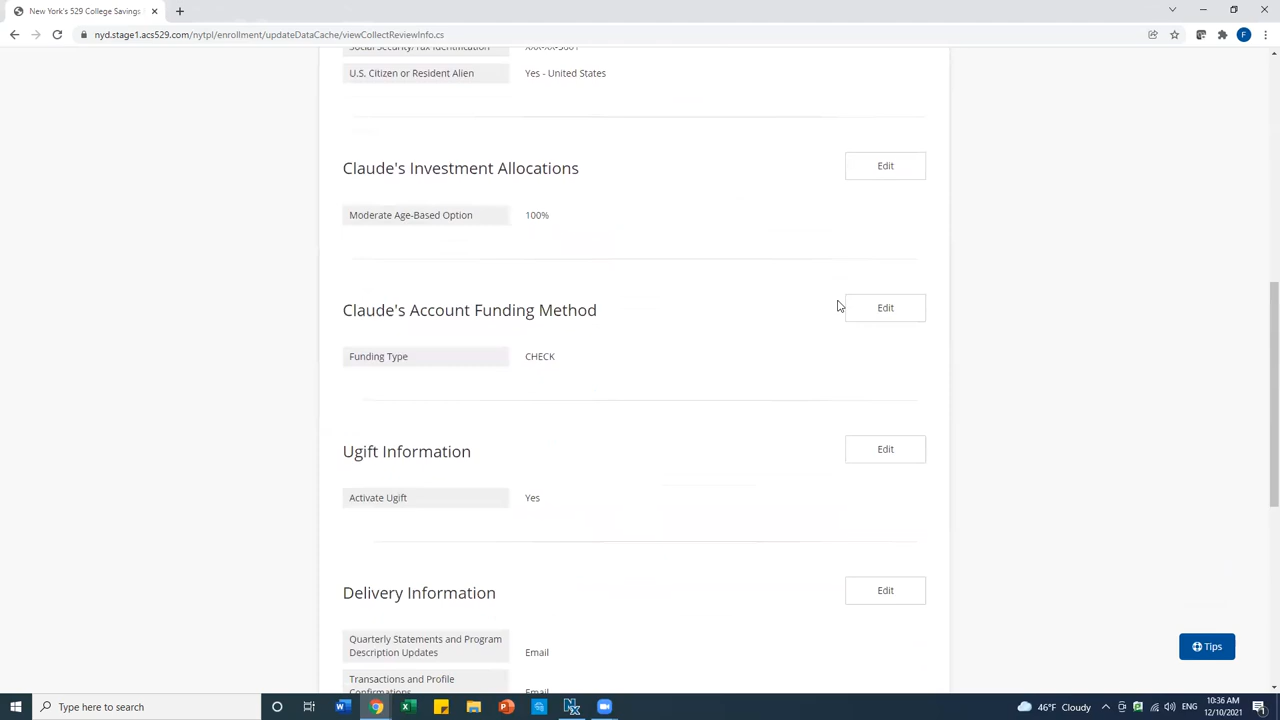 New York's 529 College Savings
nyd.stage1.acs529.com/nytpl/enrollment/updateDataCache/viewCollectReviewInfo.cs
F
Social Security/Tax Identification
U.S. Citizen or Resident Alien
Yes - United States
Claude's Investment Allocations
Edit
Moderate Age-Based Option
100%
Claude's Account Funding Method
Edit
Funding Type
CHECK
Ugift Information
Edit
Activate Ugift
Yes
Delivery Information
Edit
Quarterly Statements and Program
Description Updates
Email
Transactions and Profile
Confirmations
Email
Tips
Type here to search
46°F Cloudy
ENG
10:36 AM
12/10/2021
1